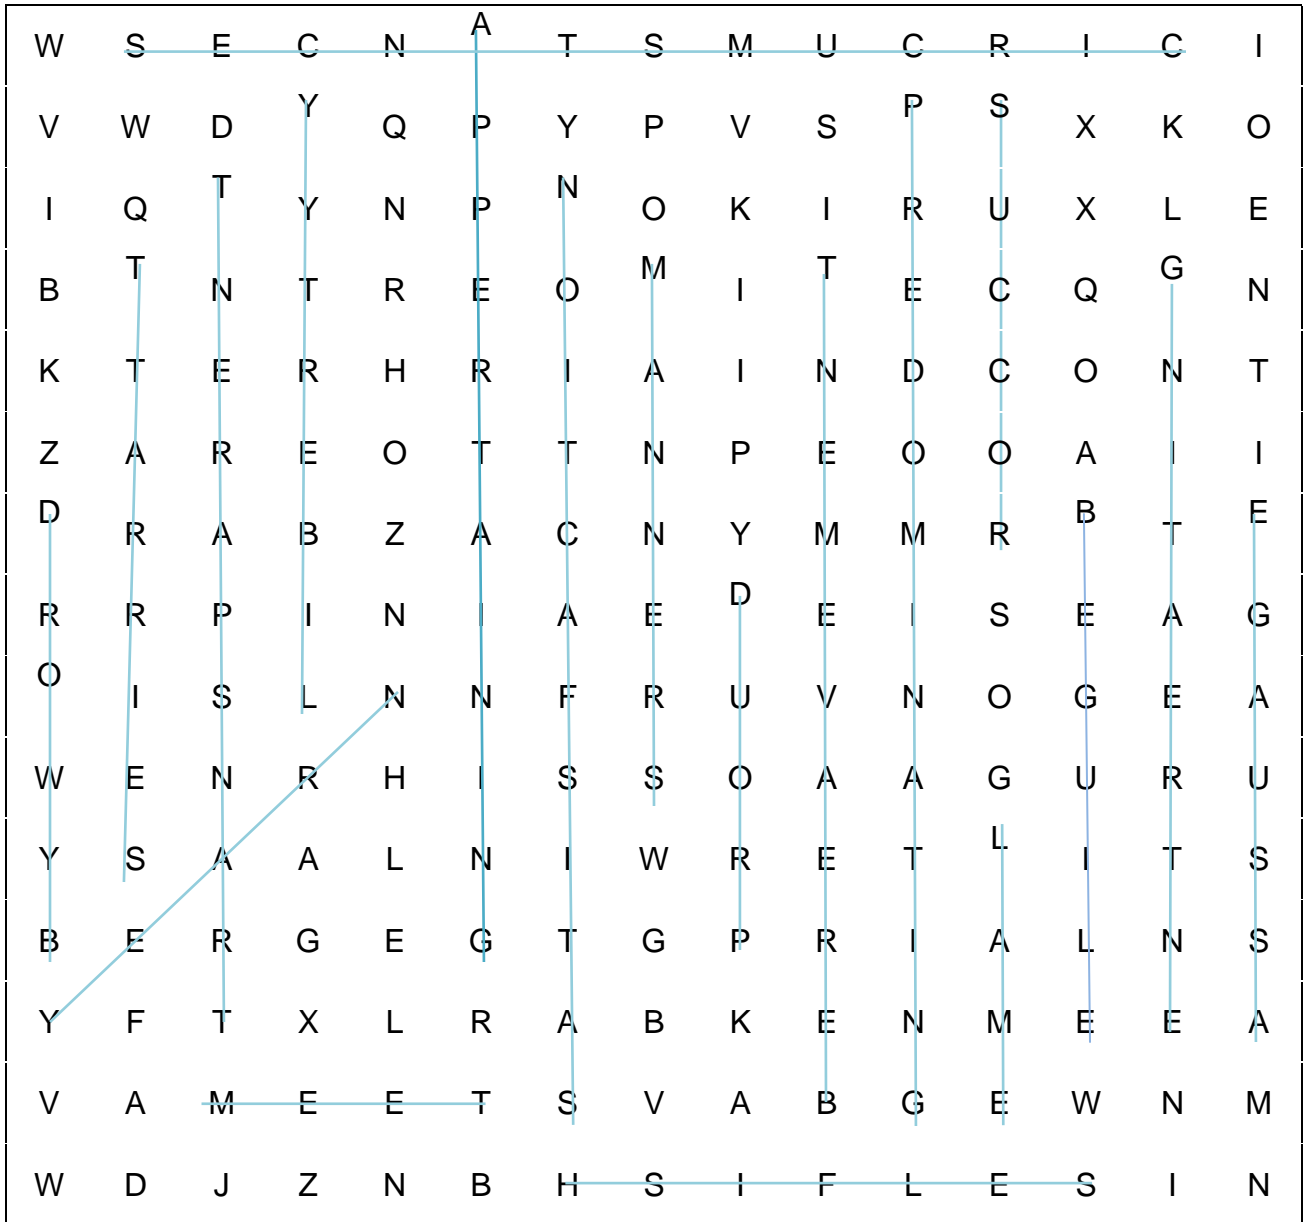 W S E C N A T S M U C R I C I
V W D Y Q P Y P V S P S X K O
I Q T Y N P N O K I R U X L E
B T N T R E O M I T E C Q G N
K T E R H R I A I N D C O N T
Z A R E O T T N P E O O A I I
D R A B Z A C N Y M M R B T E
R R P I N I A E D E I S E A G
O I S L N N F R U V N O G E A
W E N R H I S S O A A G U R U
Y S A A L N I W R E T L I T S
B E R G E G T G P R I A L N S
Y F T X L R A B K E N M E E A
V A M E E T S V A B G E W N M
W D J Z N B H S I F L E S I N